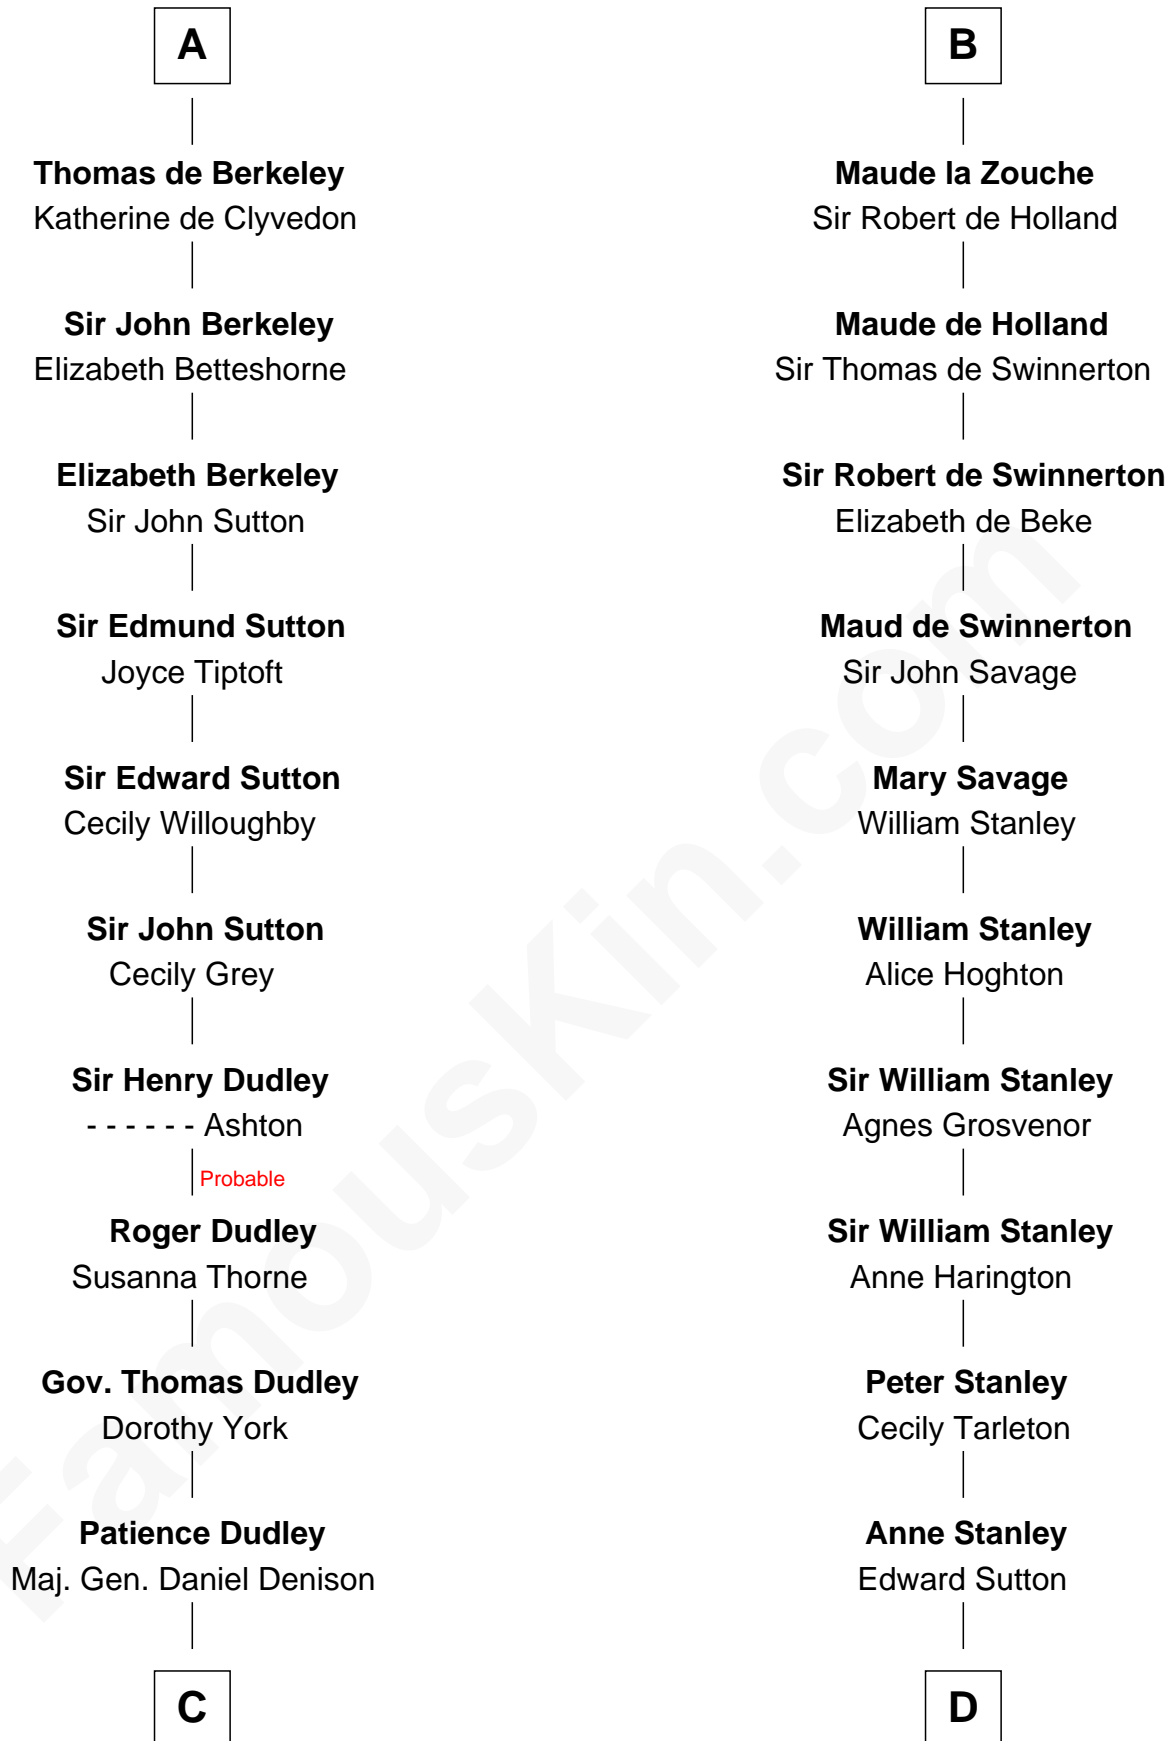 A
Thomas de Berkeley
Katherine de Clyvedon
Sir John Berkeley
Elizabeth Betteshorne
Elizabeth Berkeley
Sir John Sutton
Sir Edmund Sutton
Joyce Tiptoft
Sir Edward Sutton
Cecily Willoughby
Sir John Sutton
Cecily Grey
Sir Henry Dudley
- - - - - - Ashton
Probable
Roger Dudley
Susanna Thorne
Gov. Thomas Dudley
Dorothy York
Patience Dudley
Maj. Gen. Daniel Denison
C
B
Maude la Zouche
Sir Robert de Holland
Maude de Holland
Sir Thomas de Swinnerton
Sir Robert de Swinnerton
Elizabeth de Beke
Maud de Swinnerton
Sir John Savage
Mary Savage
William Stanley
William Stanley
Alice Hoghton
Sir William Stanley
Agnes Grosvenor
Sir William Stanley
Anne Harington
Peter Stanley
Cecily Tarleton
Anne Stanley
Edward Sutton
D
FamousKin.com